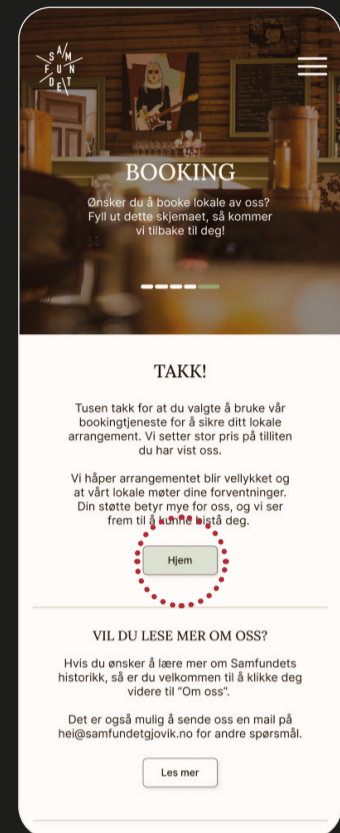 SAM
FUN
DET
BOOKING
Ønsker du å booke lokale av oss?
Fyll ut dette skjemaet, så kommer
vi tilbake til deg!
TAKK!
Tusen takk for at du valgte å bruke vår
bookingtjeneste for å sikre ditt lokale
arrangement. Vi setter stor pris på tilliten
du har vist oss.
Vi håper arrangementet blir vellykket og
at vårt lokale møter dine forventninger.
Din støtte betyr mye for oss, og vi ser
frem til å kunne bistå deg.
Hjem
VIL DU LESE MER OM OSS?
Hvis du ønsker å lære mer om Samfundets
historikk, så er du velkommen til å klikke deg
videre til “Om oss”.
Det er også mulig å sende oss en mail på
hei@samfundetgjovik.no for andre spørsmål.
Les mer